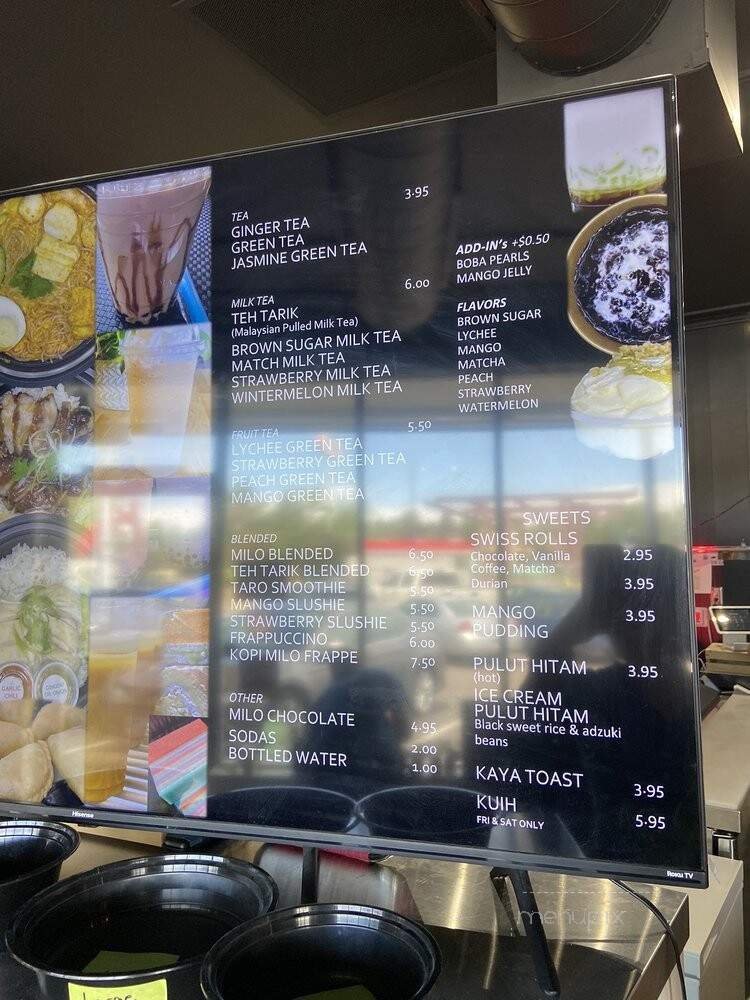 3.95
TEA
GINGER TEA
GREEN TEA
JASMINE GREEN TEA
6.00
MILK TEA
TEH TARIK
(Malaysian Pulled Milk Tea)
BROWN SUGAR MILK TEA
MATCH MILK TEA
STRAWBERRY MILK TEA
WINTERMELON MILK TEA
5.50
FRUIT TEA
LYCHEE GREEN TEA
STRAWBERRY GREEN TEA
PEACH GREEN TEA
MANGO GREEN TEA
BLENDED
MILO BLENDED 6.50
TEH TARIK BLENDED 6.50
TARO SMOOTHIE 5.50
MANGO SLUSHIE 5.50
STRAWBERRY SLUSHIE 5.50
FRAPPUCCINO 6.00
KOPI MILO FRAPPE 7.50
OTHER
MILO CHOCOLATE 4.95
SODAS 2.00
BOTTLED WATER 1.00
ADD-IN's +$0.50
BOBA PEARLS
MANGO JELLY
FLAVORS
BROWN SUGAR
LYCHEE
MANGO
MATCHA
PEACH
STRAWBERRY
WATERMELON
SWEETS
SWISS ROLLS
Chocolate, Vanilla 2.95
Coffee, Matcha
Durian 3.95
MANGO 3.95
PUDDING
PULUT HITAM 3.95
(hot)
ICE CREAM
PULUT HITAM
Black sweet rice & adzuki
beans
KAYA TOAST 3.95
KUIH 5.95
FRI & SAT ONLY
GARLIC
CHILI
Hisense
Roku TV
menupix